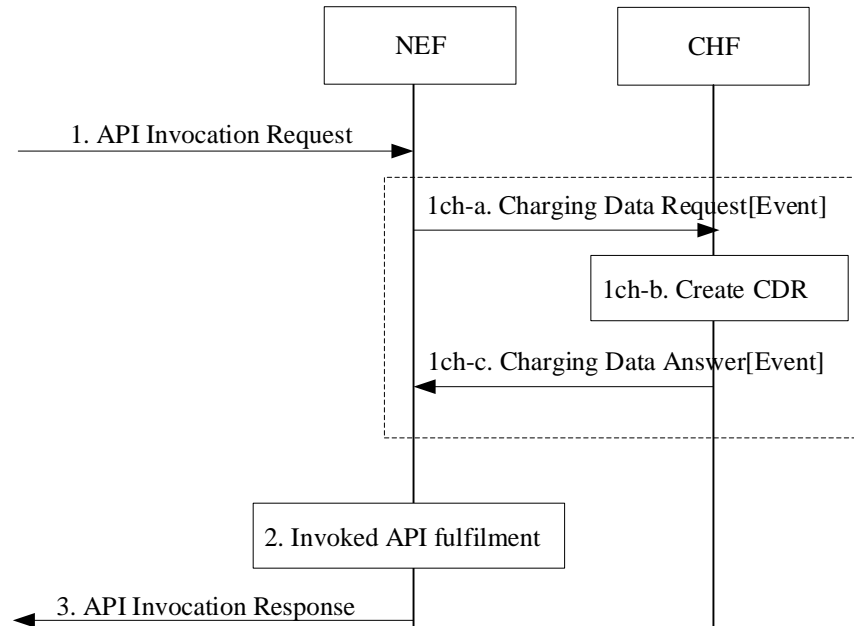 NEF
CHF
1. API Invocation Request
1ch-a. Charging Data Request[Event]
1ch-b. Create CDR
1ch-c. Charging Data Answer[Event]
2. Invoked API fulfilment
3. API Invocation Response